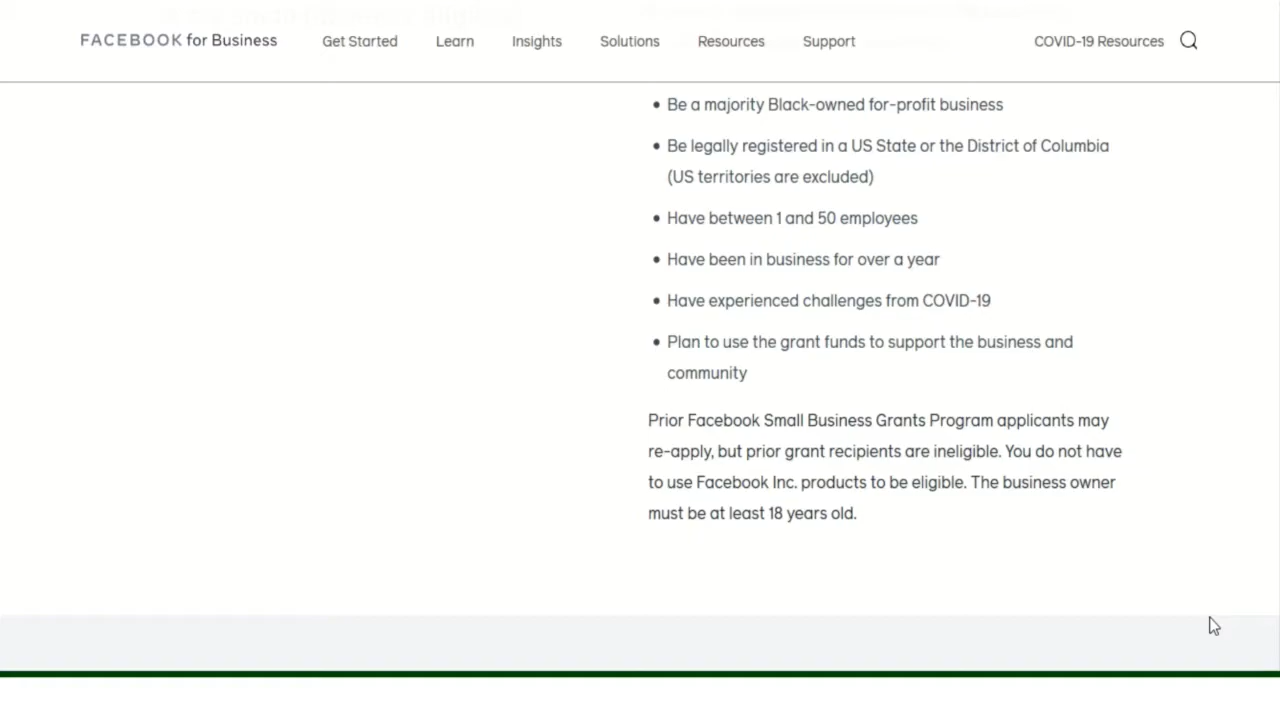 FACEBOOK for Business Get Started Learn Insights Solutions Resources Support COVID-19 Resources
• Be a majority Black-owned for-profit business
• Be legally registered in a US State or the District of Columbia
(US territories are excluded)
• Have between 1 and 50 employees
• Have been in business for over a year
• Have experienced challenges from COVID-19
• Plan to use the grant funds to support the business and
community
Prior Facebook Small Business Grants Program applicants may
re-apply, but prior grant recipients are ineligible. You do not have
to use Facebook Inc. products to be eligible. The business owner
must be at least 18 years old.